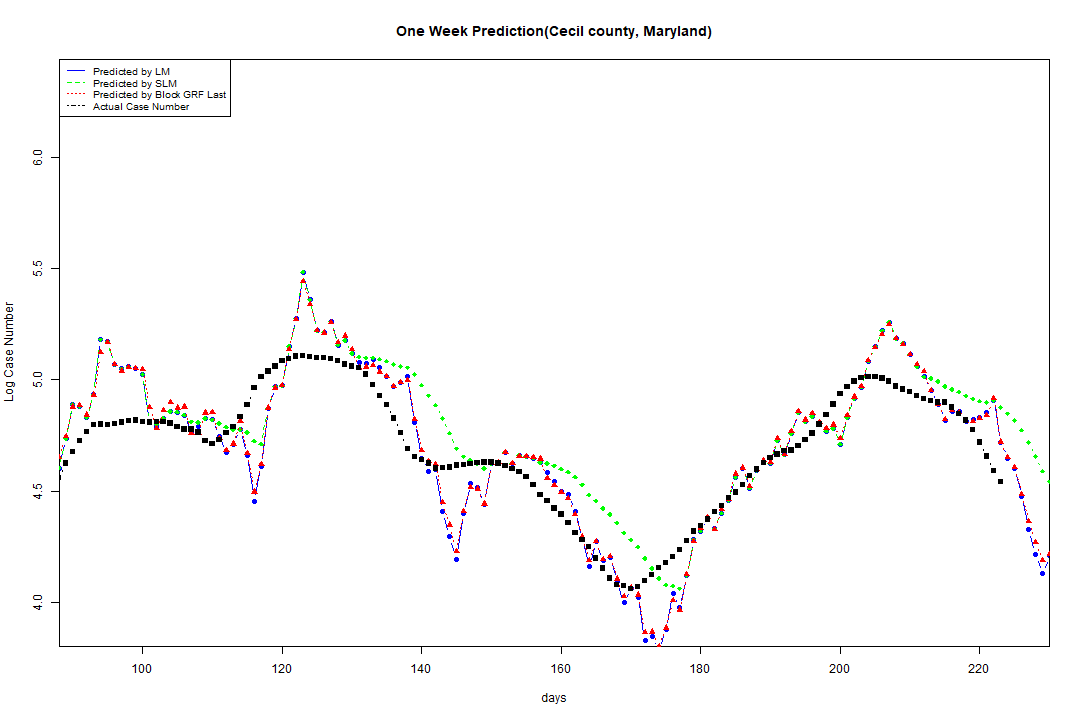 One Week Prediction(Cecil county, Maryland)
Predicted by LM
Predicted by SLM
Predicted by Block GRF Last
Actual Case Number
6.0
5.5
5.0
4.5
4.0
Log Case Number
100 120 140 160 180 200 220
days